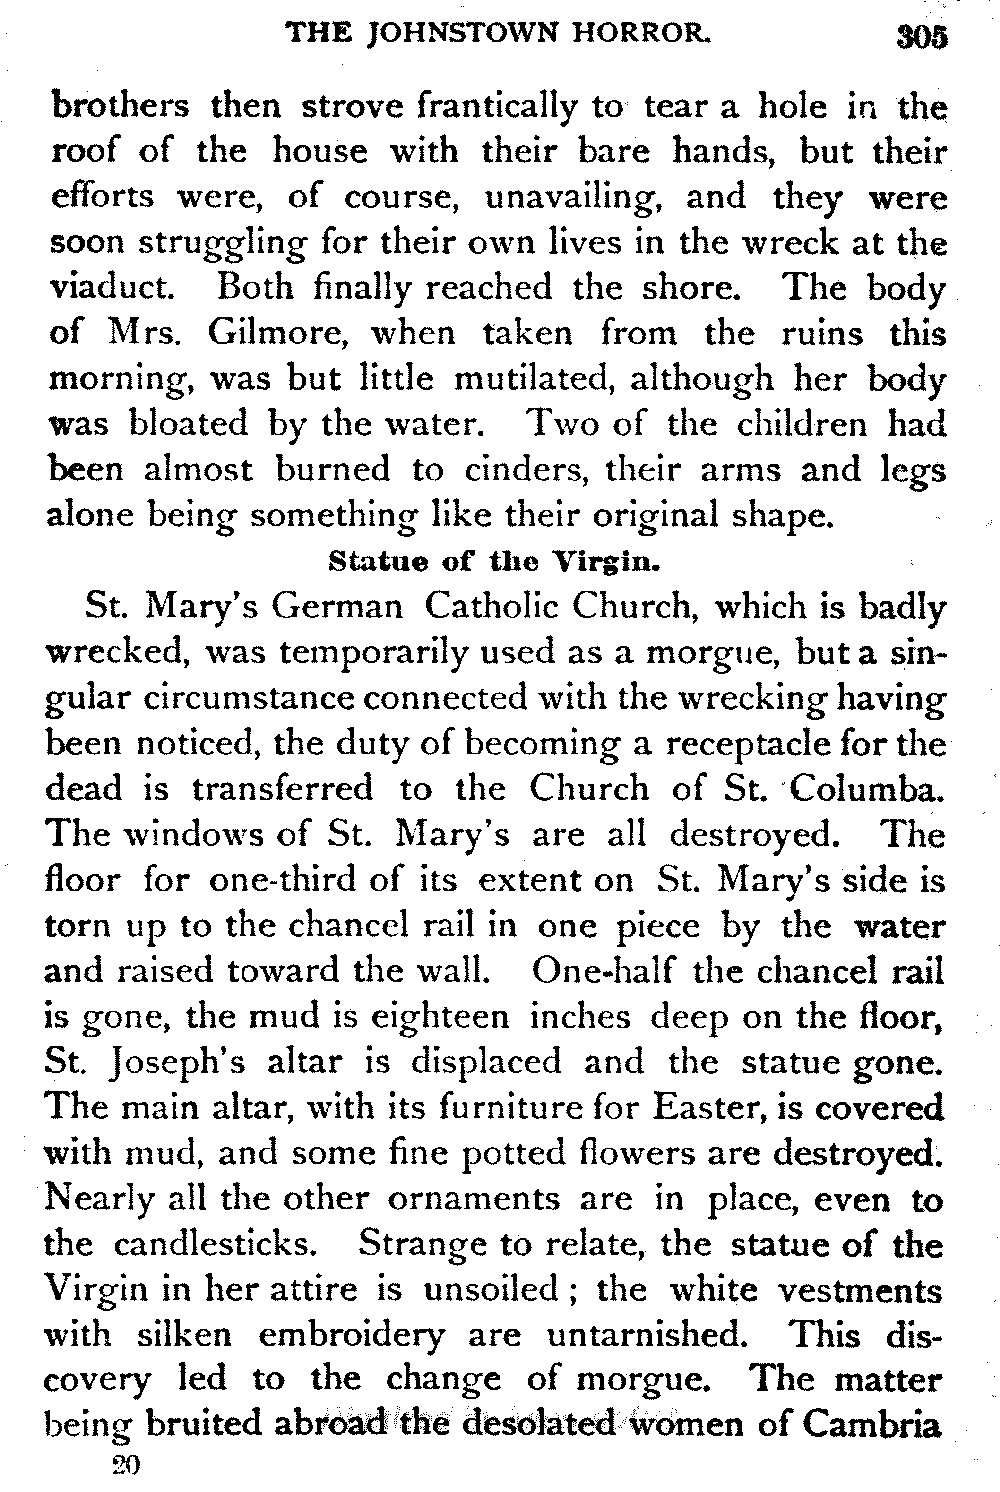 THE JOHNSTOWN HORROR. 305
brothers then strove frantically to tear a hole in the
roof of the house with their bare hands, but their
efforts were, of course, unavailing, and they were
soon struggling for their own lives in the wreck at the
viaduct. Both finally reached the shore. The body
of Mrs. Gilmore, when taken from the ruins this
morning, was but little mutilated, although her body
was bloated by the water. Two of the children had
been almost burned to cinders, their arms and legs
alone being something like their original shape.
Statue of the Virgin.
St. Mary's German Catholic Church, which is badly
wrecked, was temporarily used as a morgue, but a sin-
gular circumstance connected with the wrecking having
been noticed, the duty of becoming a receptacle for the
dead is transferred to the Church of St. Columba.
The windows of St. Mary's are all destroyed. The
floor for one-third of its extent on St. Mary's side is
torn up to the chancel rail in one piece by the water
and raised toward the wall. One-half the chancel rail
is gone, the mud is eighteen inches deep on the floor,
St. Joseph's altar is displaced and the statue gone.
The main altar, with its furniture for Easter, is covered
with mud, and some fine potted flowers are destroyed.
Nearly all the other ornaments are in place, even to
the candlesticks. Strange to relate, the statue of the
Virgin in her attire is unsoiled ; the white vestments
with silken embroidery are untarnished. This dis-
covery led to the change of morgue. The matter
being bruited abroad the desolated women of Cambria
20